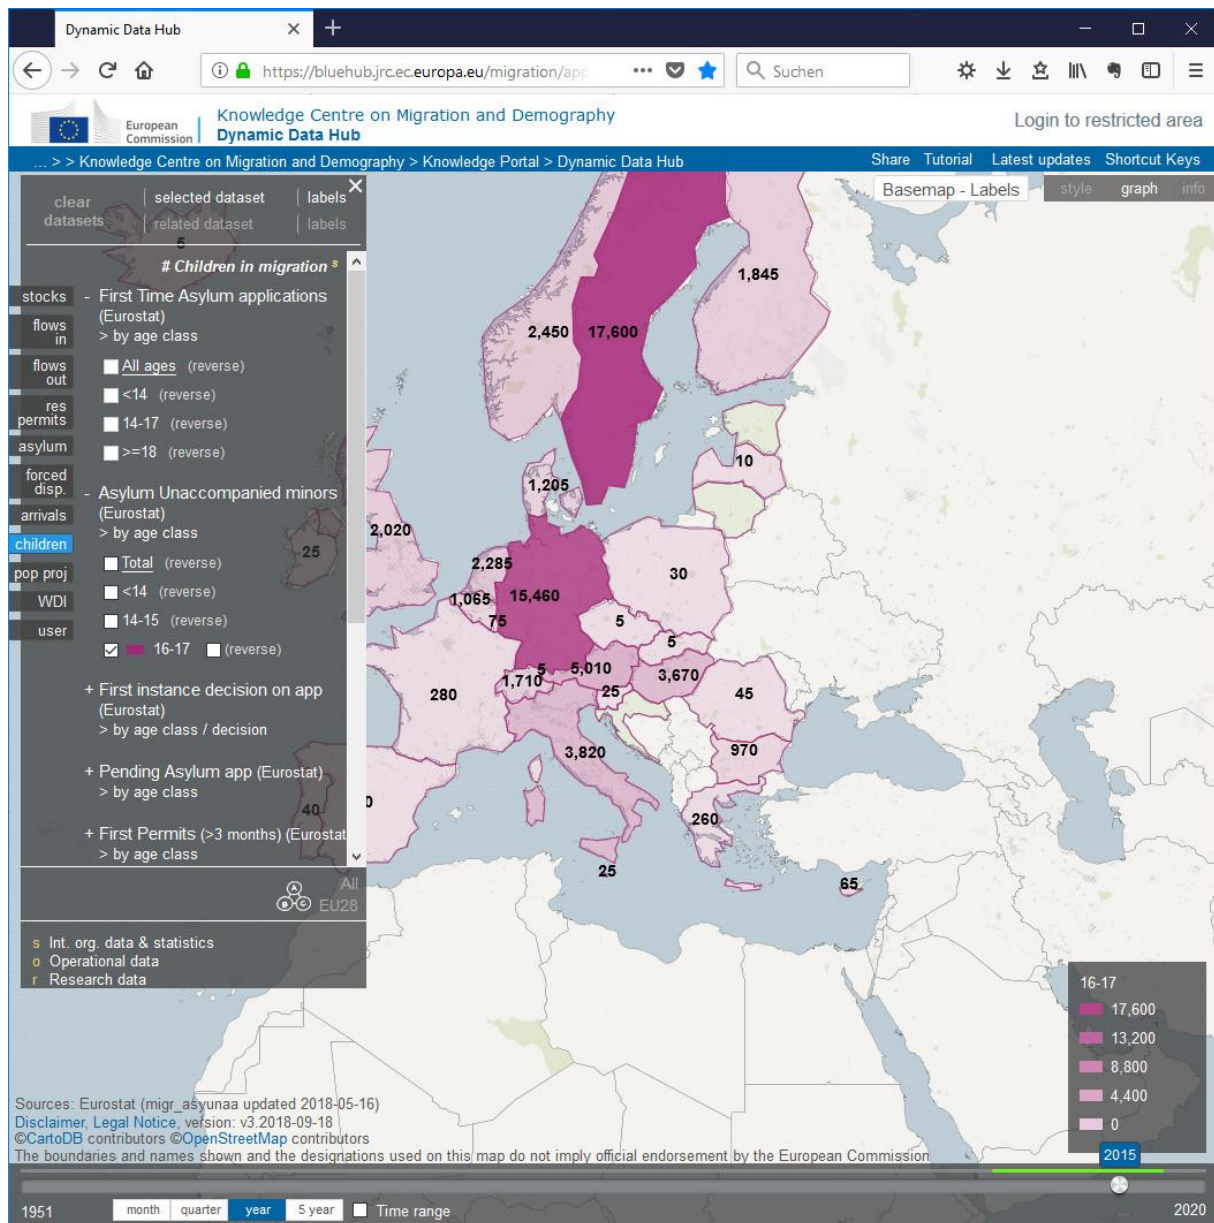 Dynamic Data Hub
https://bluehub.jrc.ec.europa.eu/migration/app
Suchen
European
Commission
Knowledge Centre on Migration and Demography
Dynamic Data Hub
Login to restricted area
... > > Knowledge Centre on Migration and Demography > Knowledge Portal > Dynamic Data Hub
Share Tutorial Latest updates Shortcut Keys
clear
datasets
selected dataset labels
related dataset labels
Basemap - Labels
style graph info
5
# Children in migration s
stocks
flows
in
flows
out
res
permits
asylum
forced
disp.
arrivals
children
pop proj
WDI
user
- First Time Asylum applications
(Eurostat)
> by age class
All ages (reverse)
<14 (reverse)
14-17 (reverse)
>=18 (reverse)
- Asylum Unaccompanied minors
(Eurostat)
> by age class
Total (reverse)
<14 (reverse)
14-15 (reverse)
16-17 (reverse)
+ First instance decision on app
(Eurostat)
> by age class / decision
+ Pending Asylum app (Eurostat)
> by age class
+ First Permits (>3 months) (Eurostat
> by age class
All
EU28
A
B C
s Int. org. data & statistics
o Operational data
r Research data
1,845
2,450 17,600
10
1,205
2,020
25
2,285
30
1,065 15,460
75 5
5
5 5,010
1,710 3,670
25
280 45
3,820 970
40 0
260
25 65
16-17
17,600
13,200
8,800
4,400
0
Sources: Eurostat (migr_asyunaa updated 2018-05-16)
Disclaimer, Legal Notice, version: v3.2018-09-18
©CartoDB contributors ©OpenStreetMap contributors
The boundaries and names shown and the designations used on this map do not imply official endorsement by the European Commission
2015
1951
month quarter year 5 year Time range
2020